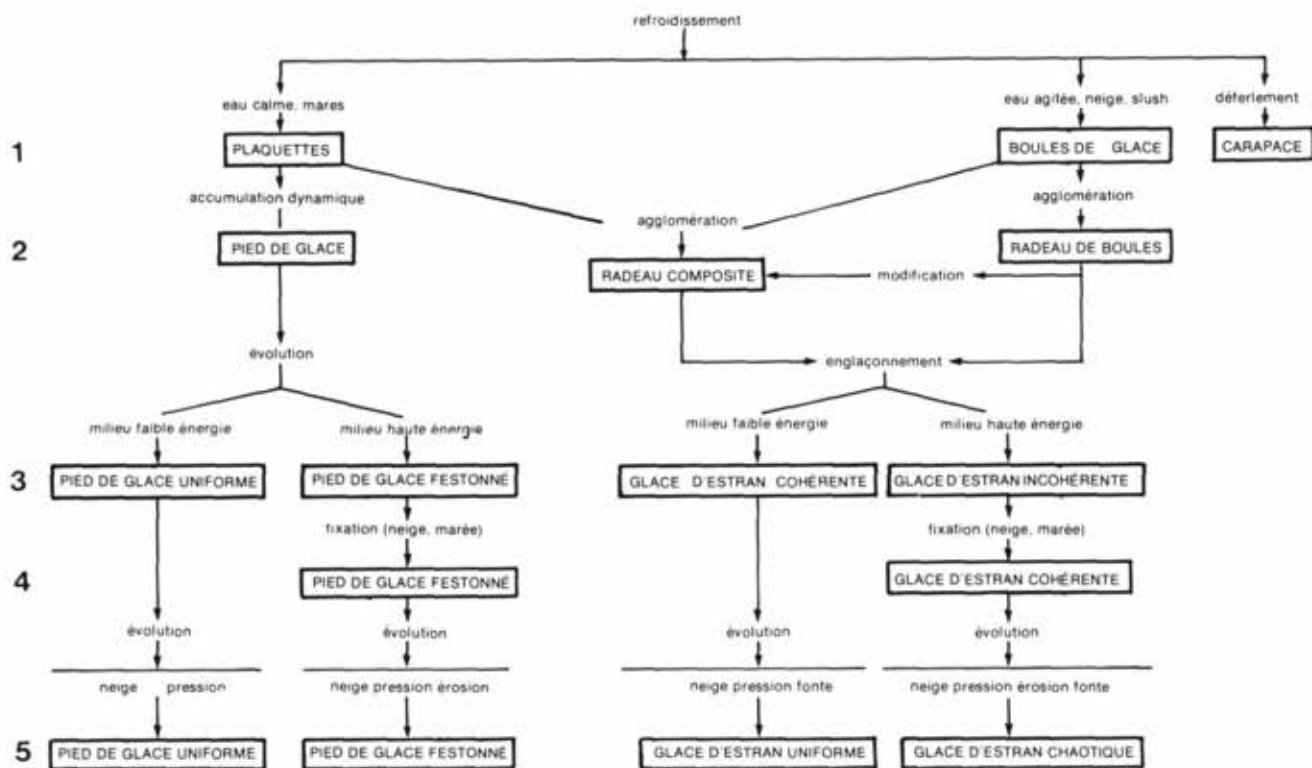 refroidissement
eau calme, mares eau agitée, neige, slush déferlement
1 PLAQUETTES BOULES DE GLACE CARAPACE
accumulation dynamique agglomération agglomération
2 PIED DE GLACE RADEAU COMPOSITE RADEAU DE BOULES
modification
évolution englaçonnement
milieu faible énergie milieu haute énergie milieu faible énergie milieu haute énergie
3 PIED DE GLACE UNIFORME PIED DE GLACE FESTONNÉ GLACE D'ESTRAN COHÉRENTE GLACE D'ESTRAN INCOHÉRENTE
fixation (neige, marée) fixation (neige, marée)
4 PIED DE GLACE FESTONNÉ GLACE D'ESTRAN COHÉRENTE
évolution évolution évolution évolution
neige pression neige pression érosion neige pression fonte neige pression érosion fonte
5 PIED DE GLACE UNIFORME PIED DE GLACE FESTONNÉ GLACE D'ESTRAN UNIFORME GLACE D'ESTRAN CHAOTIQUE